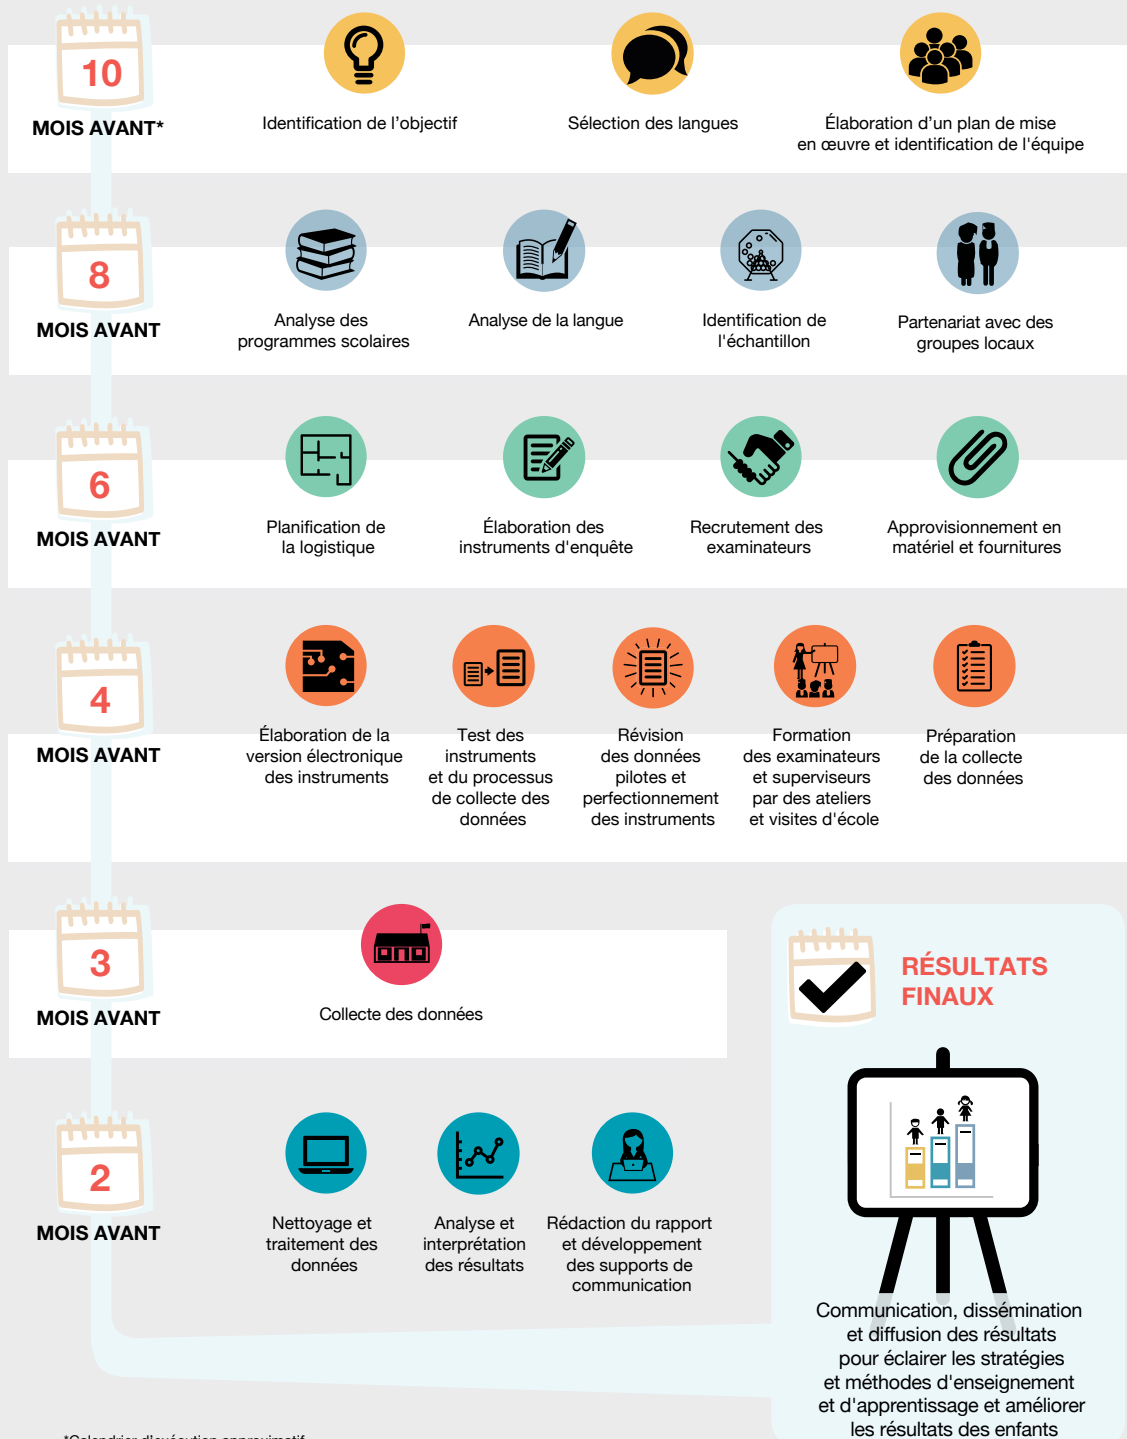 10
MOIS AVANT*
Identification de l'objectif
Sélection des langues
Élaboration d'un plan de mise
en œuvre et identification de l'équipe
8
MOIS AVANT
Analyse des
programmes scolaires
Analyse de la langue
Identification de
l'échantillon
Partenariat avec des
groupes locaux
6
MOIS AVANT
Planification de
la logistique
Élaboration des
instruments d'enquête
Recrutement des
examinateurs
Approvisionnement en
matériel et fournitures
4
MOIS AVANT
Élaboration de la
version électronique
des instruments
Test des
instruments
et du processus
de collecte des
données
Révision
des données
pilotes et
perfectionnement
des instruments
Formation
des examinateurs
et superviseurs
par des ateliers
et visites d'école
Préparation
de la collecte
des données
3
MOIS AVANT
Collecte des données
2
MOIS AVANT
Nettoyage et
traitement des
données
Analyse et
interprétation
des résultats
Rédaction du rapport
et développement
des supports de
communication
RÉSULTATS
FINAUX
Communication, dissémination
et diffusion des résultats
pour éclairer les stratégies
et méthodes d'enseignement
et d'apprentissage et améliorer
les résultats des enfants
*Calendrier d'exécution approximatif